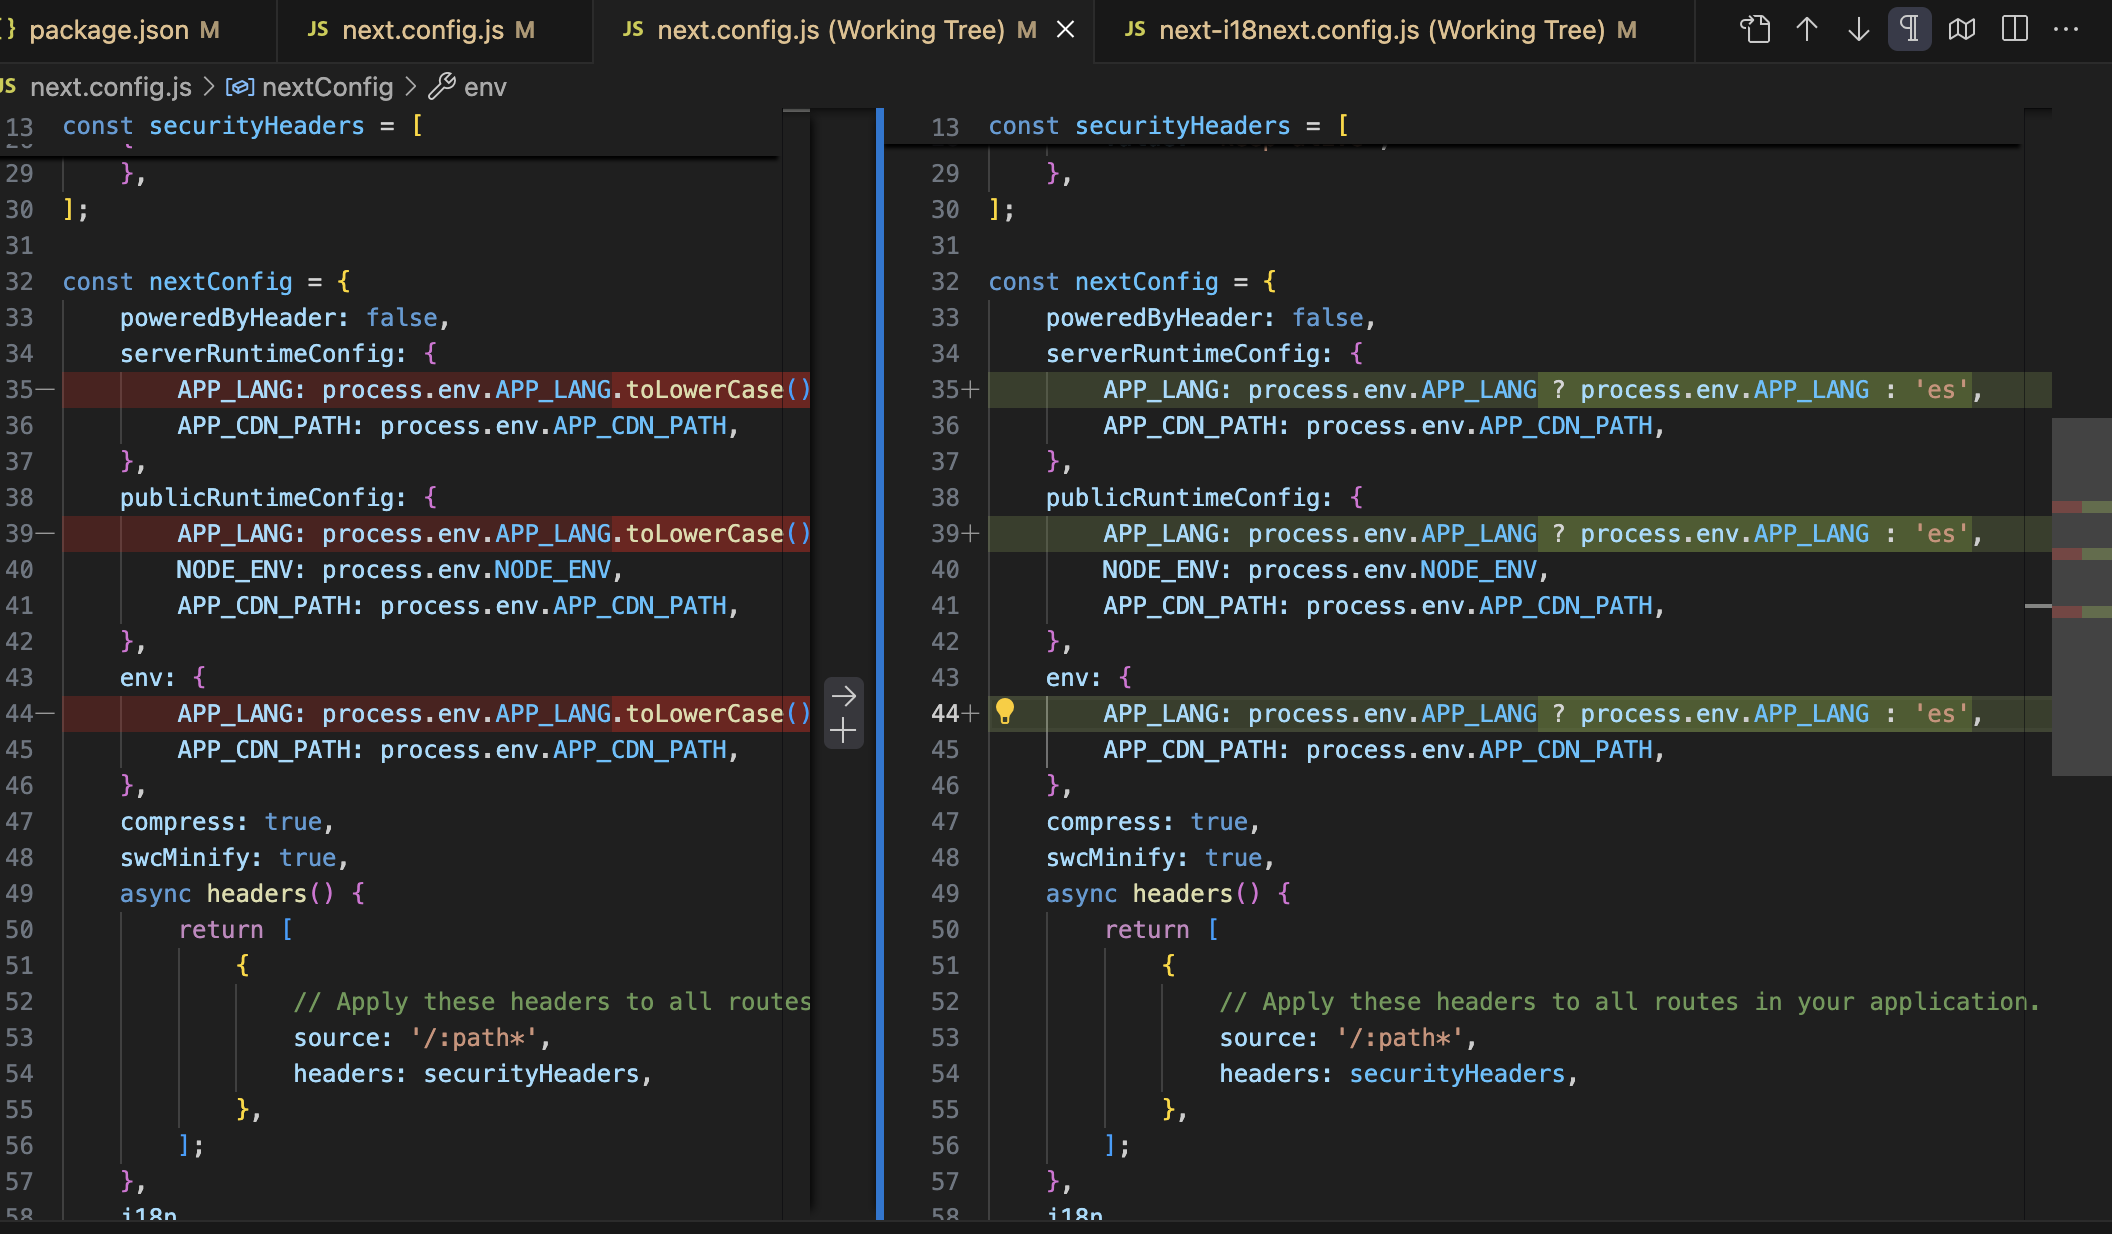 } package.json M
JS next.config.js M
JS next.config.js (Working Tree) M
JS next-i18next.config.js (Working Tree) M
JS next.config.js > nextConfig > env
13 const securityHeaders = [
29 },
30 ];
31
32 const nextConfig = {
33 poweredByHeader: false,
34 serverRuntimeConfig: {
35— APP_LANG: process.env.APP_LANG.toLowerCase()
36 APP_CDN_PATH: process.env.APP_CDN_PATH,
37 },
38 publicRuntimeConfig: {
39— APP_LANG: process.env.APP_LANG.toLowerCase()
40 NODE_ENV: process.env.NODE_ENV,
41 APP_CDN_PATH: process.env.APP_CDN_PATH,
42 },
43 env: {
44— APP_LANG: process.env.APP_LANG.toLowerCase()
45 APP_CDN_PATH: process.env.APP_CDN_PATH,
46 },
47 compress: true,
48 swcMinify: true,
49 async headers() {
50 return [
51 {
52 // Apply these headers to all routes
53 source: '/:path*',
54 headers: securityHeaders,
55 },
56 ];
57 },
58 i18n
13 const securityHeaders = [
29 },
30 ];
31
32 const nextConfig = {
33 poweredByHeader: false,
34 serverRuntimeConfig: {
35+ APP_LANG: process.env.APP_LANG ? process.env.APP_LANG : 'es',
36 APP_CDN_PATH: process.env.APP_CDN_PATH,
37 },
38 publicRuntimeConfig: {
39+ APP_LANG: process.env.APP_LANG ? process.env.APP_LANG : 'es',
40 NODE_ENV: process.env.NODE_ENV,
41 APP_CDN_PATH: process.env.APP_CDN_PATH,
42 },
43 env: {
44+ APP_LANG: process.env.APP_LANG ? process.env.APP_LANG : 'es',
45 APP_CDN_PATH: process.env.APP_CDN_PATH,
46 },
47 compress: true,
48 swcMinify: true,
49 async headers() {
50 return [
51 {
52 // Apply these headers to all routes in your application.
53 source: '/:path*',
54 headers: securityHeaders,
55 },
56 ];
57 },
58 i18n